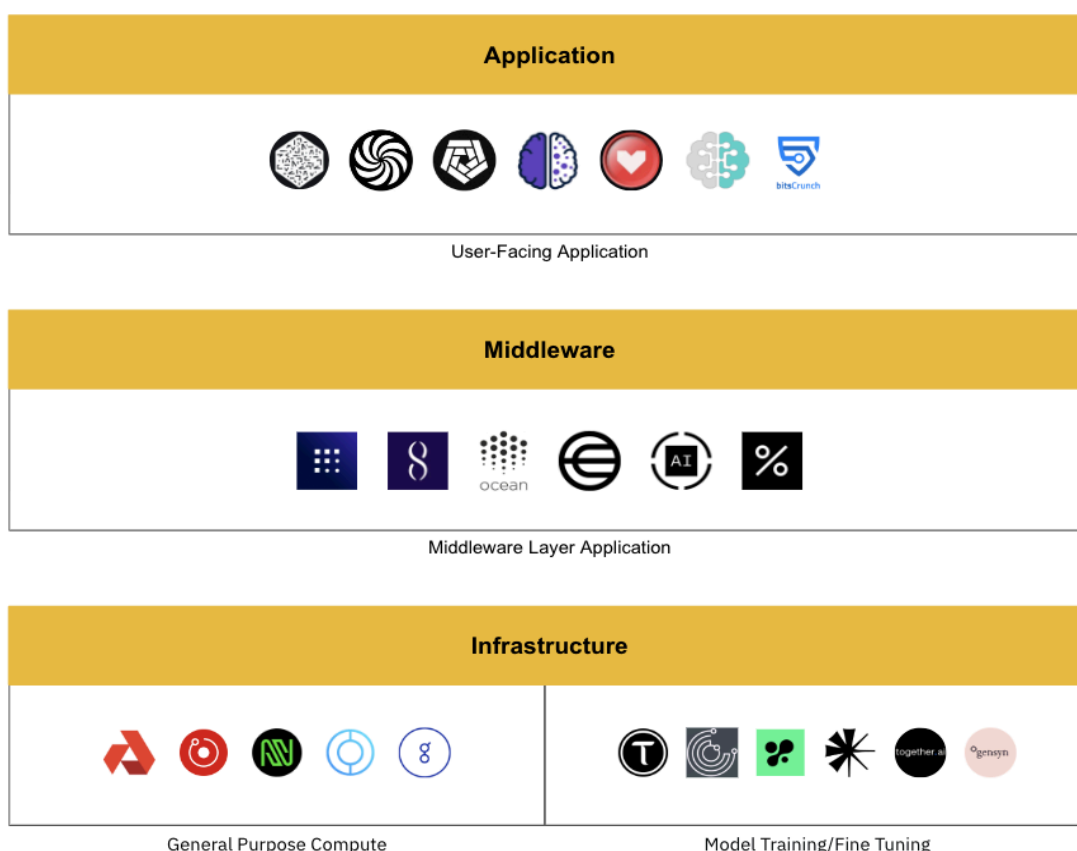 Application
bitsCrunch
User-Facing Application
Middleware
ocean
AI
%
Middleware Layer Application
Infrastructure
g
T
together.ai
gensyn
General Purpose Compute
Model Training/Fine Tuning